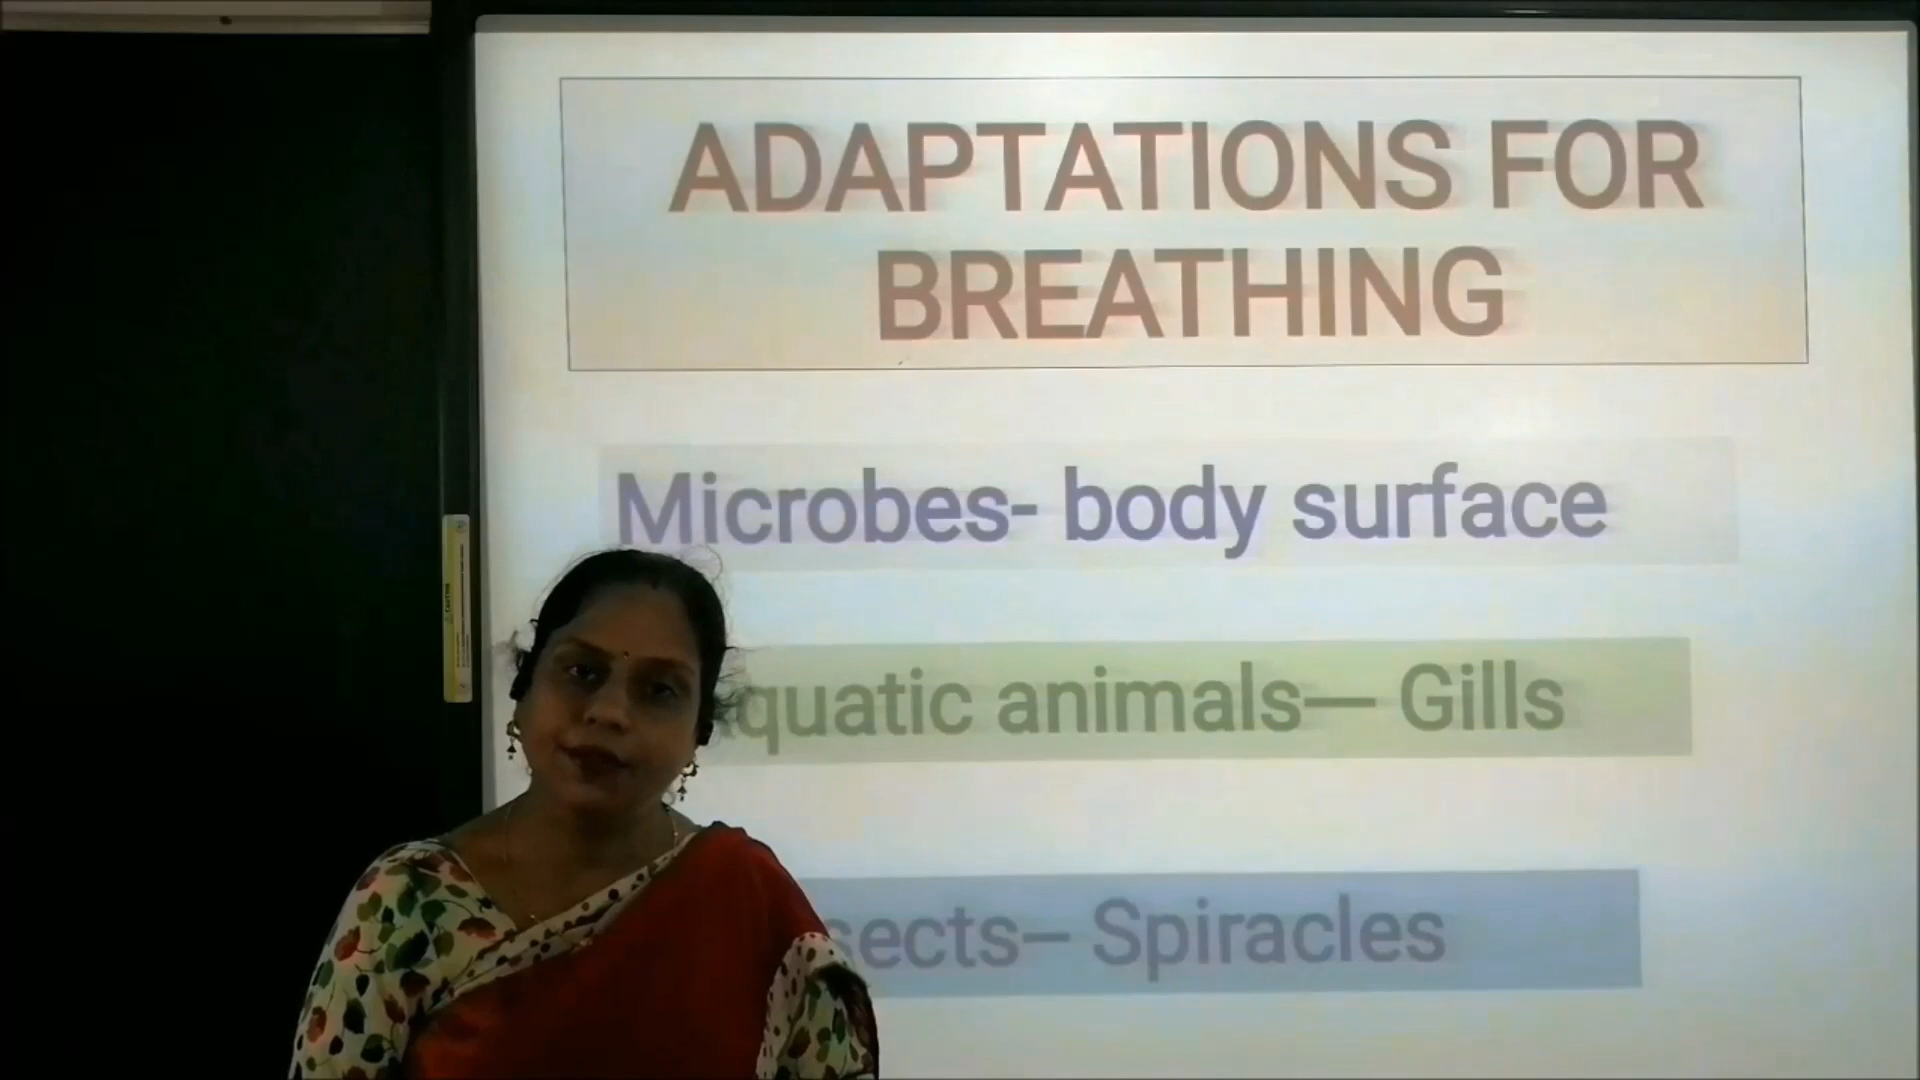 ADAPTATIONS FOR
BREATHING
Microbes- body surface
quatic animals— Gills
sects– Spiracles